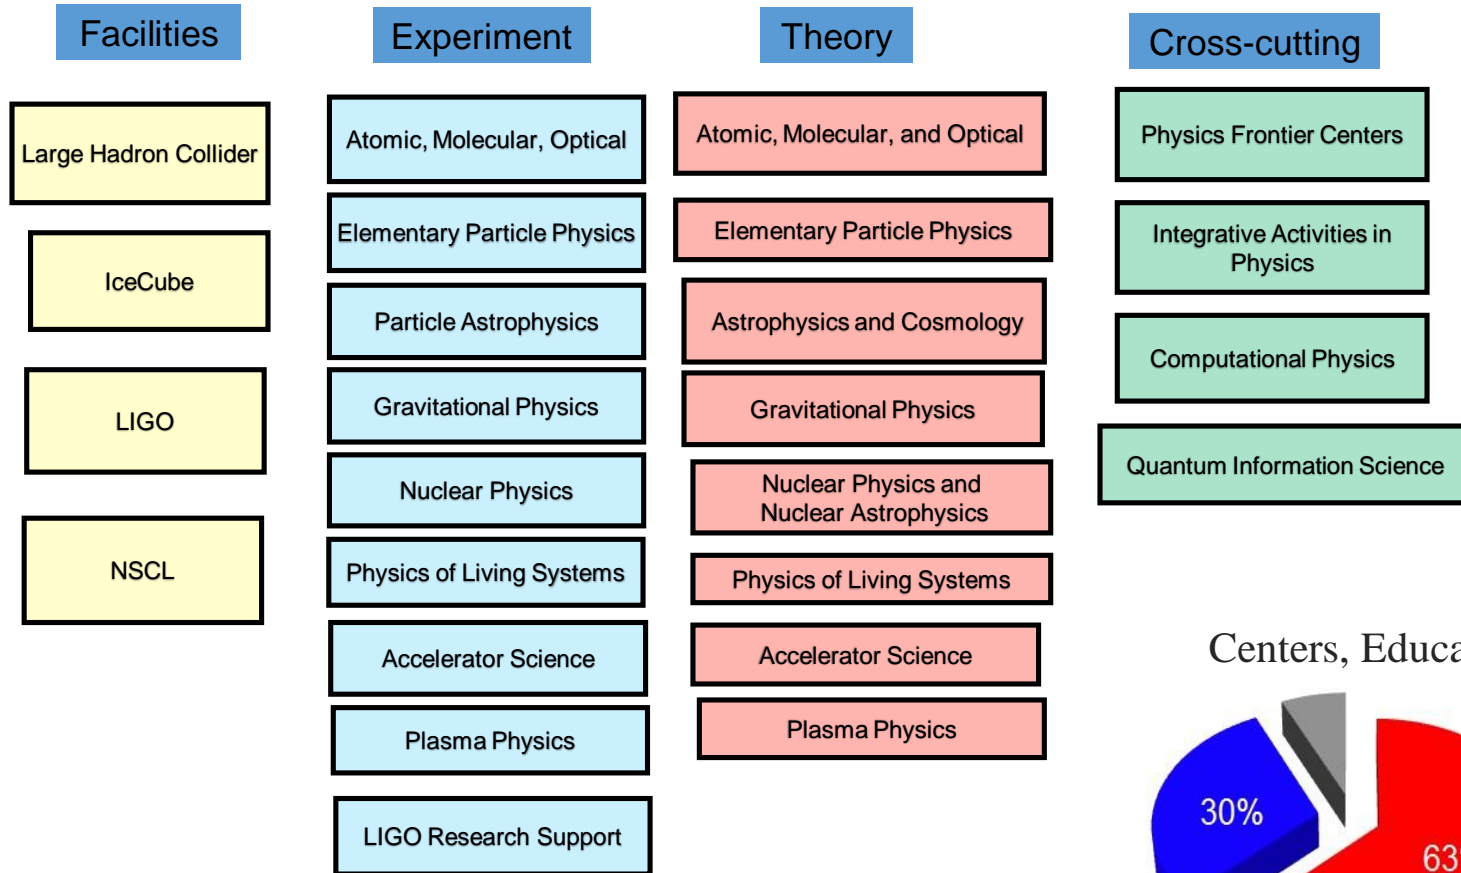 Facilities
Experiment
Theory
Cross-cutting
Large Hadron Collider
IceCube
LIGO
NSCL
Atomic, Molecular, Optical
Elementary Particle Physics
Particle Astrophysics
Gravitational Physics
Nuclear Physics
Physics of Living Systems
Accelerator Science
Plasma Physics
LIGO Research Support
Atomic, Molecular, and Optical
Elementary Particle Physics
Astrophysics and Cosmology
Gravitational Physics
Nuclear Physics and
Nuclear Astrophysics
Physics of Living Systems
Accelerator Science
Plasma Physics
Physics Frontier Centers
Integrative Activities in
Physics
Computational Physics
Quantum Information Science
Centers,
30%
63